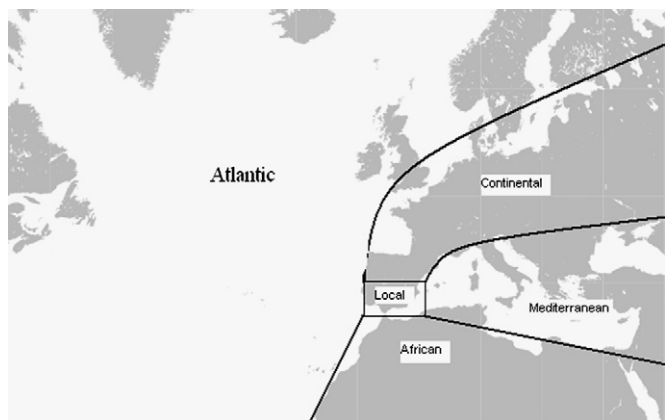 Atlantic
Continental
Local
Mediterranean
African